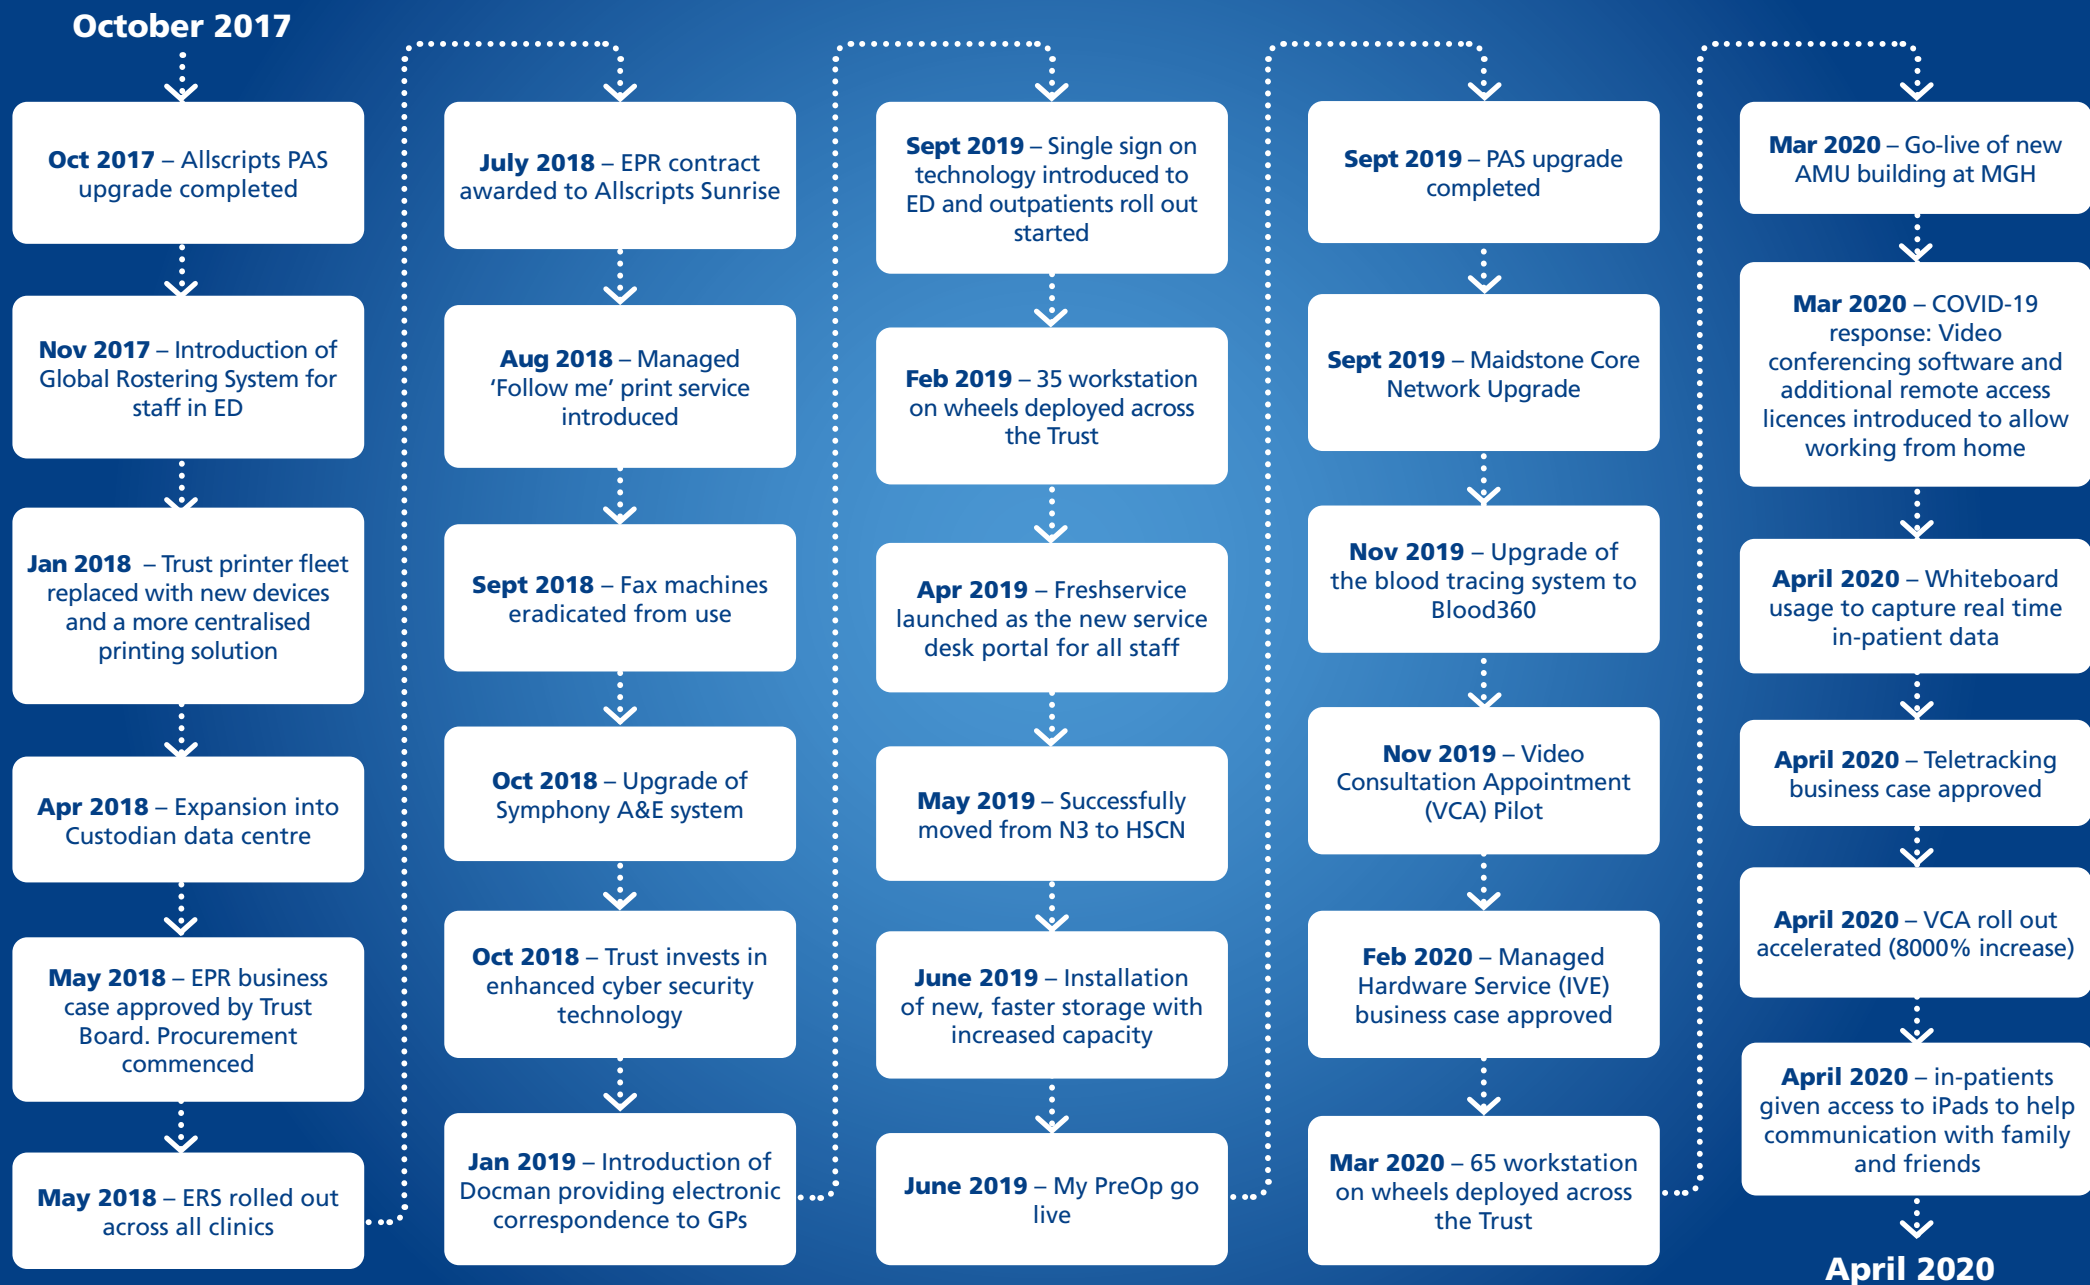 October 2017
Oct 2017 – Allscripts PAS
upgrade completed
Nov 2017 – Introduction of
Global Rostering System for
staff in ED
Jan 2018 – Trust printer fleet
replaced with new devices
and a more centralised
printing solution
Apr 2018 – Expansion into
Custodian data centre
May 2018 – EPR business
case approved by Trust
Board. Procurement
commenced
May 2018 – ERS rolled out
across all clinics
July 2018 – EPR contract
awarded to Allscripts Sunrise
Aug 2018 – Managed
‘Follow me’ print service
introduced
Sept 2018 – Fax machines
eradicated from use
Oct 2018 – Upgrade of
Symphony A&E system
Oct 2018 – Trust invests in
enhanced cyber security
technology
Jan 2019 – Introduction of
Docman providing electronic
correspondence to GPs
Sept 2019 – Single sign on
technology introduced to
ED and outpatients roll out
started
Feb 2019 – 35 workstation
on wheels deployed across
the Trust
Apr 2019 – Freshservice
launched as the new service
desk portal for all staff
May 2019 – Successfully
moved from N3 to HSCN
June 2019 – Installation
of new, faster storage with
increased capacity
June 2019 – My PreOp go
live
Sept 2019 – PAS upgrade
completed
Sept 2019 – Maidstone Core
Network Upgrade
Nov 2019 – Upgrade of
the blood tracing system to
Blood360
Nov 2019 – Video
Consultation Appointment
(VCA) Pilot
Feb 2020 – Managed
Hardware Service (IVE)
business case approved
Mar 2020 – 65 workstation
on wheels deployed across
the Trust
Mar 2020 – Go-live of new
AMU building at MGH
Mar 2020 – COVID-19
response: Video
conferencing software and
additional remote access
licences introduced to allow
working from home
April 2020 – Whiteboard
usage to capture real time
in-patient data
April 2020 – Teletracking
business case approved
April 2020 – VCA roll out
accelerated (8000% increase)
April 2020 – in-patients
given access to iPads to help
communication with family
and friends
April 2020